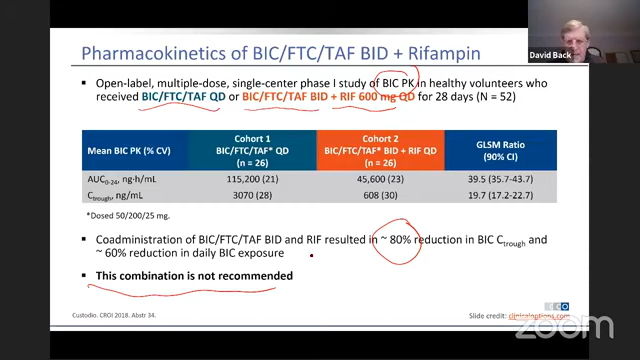 David Back
Pharmacokinetics of BIC/FTC/TAF BID + Rifampin
• Open-label, multiple-dose, single-center phase I study of BIC PK in healthy volunteers who
received BIC/FTC/TAF QD or BIC/FTC/TAF BID + RIF 600 mg QD for 28 days (N = 52)
Mean BIC PK (% CV)
Cohort 1
BIC/FTC/TAF* QD
(n = 26)
Cohort 2
BIC/FTC/TAF* BID + RIF QD
(n = 26)
GLSM Ratio
(90% CI)
AUC0-24, ng·h/mL 115,200 (21) 45,600 (23) 39.5 (35.7-43.7)
Ctrough, ng/mL 3070 (28) 608 (30) 19.7 (17.2-22.7)
*Dosed 50/200/25 mg.
• Coadministration of BIC/FTC/TAF BID and RIF resulted in ~ 80% reduction in BIC Ctrough and
~ 60% reduction in daily BIC exposure
• This combination is not recommended
Custodio. CROI 2018. Abstr 34.
CCO
Slide credit: clinicaloptions.com
zoom